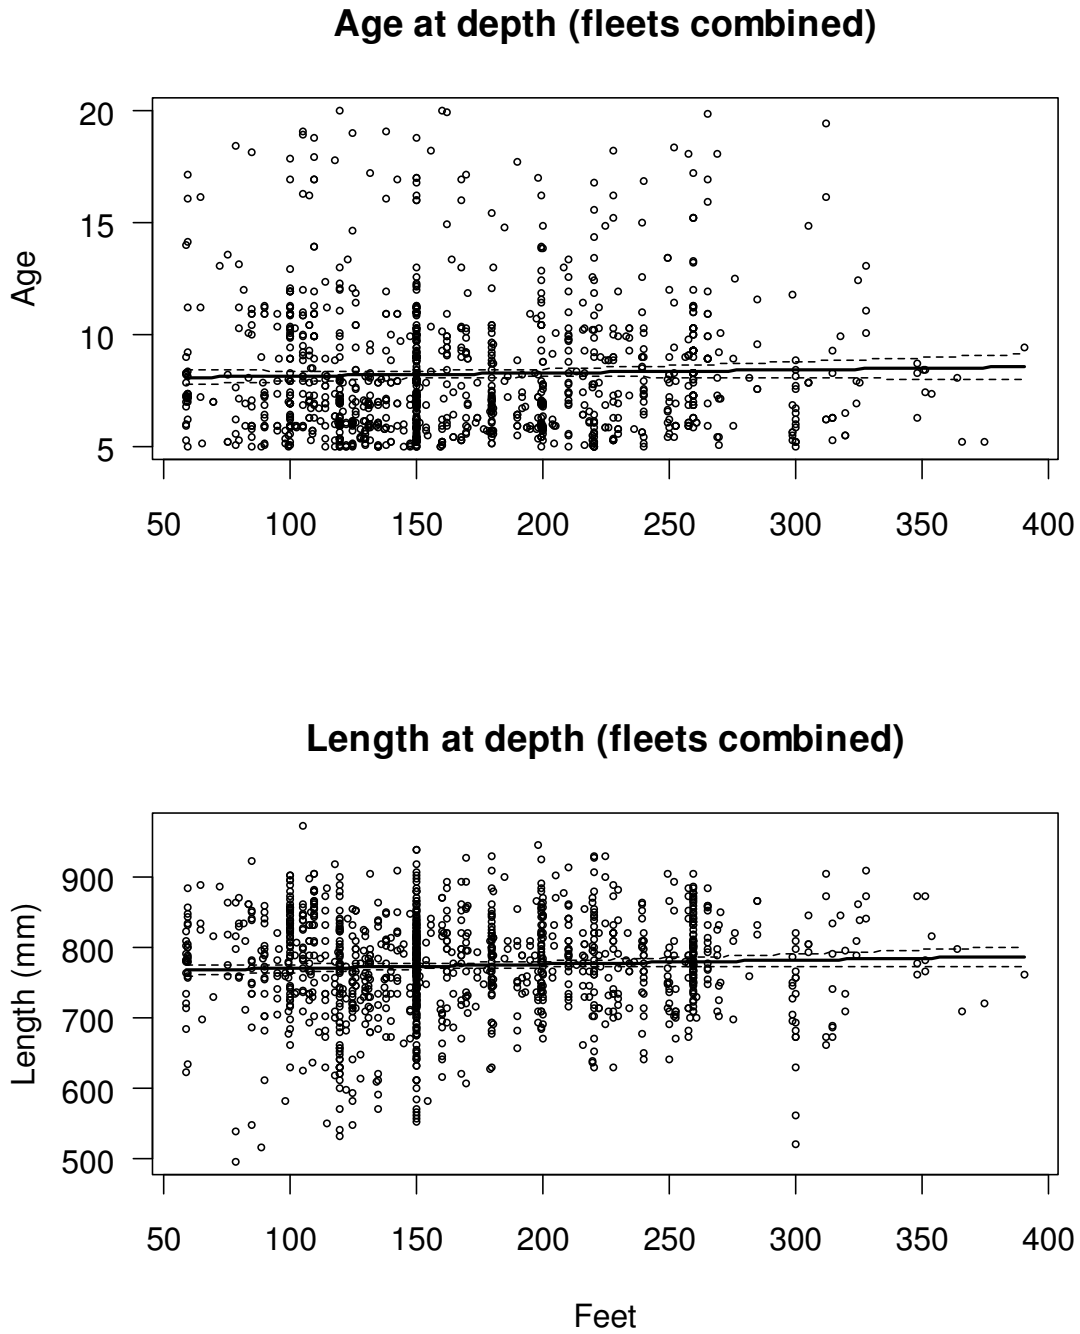 Age at depth (fleets combined)
Age
20
15
10
5
50 100 150 200 250 300 350 400
Length at depth (fleets combined)
Length (mm)
900
800
700
600
500
50 100 150 200 250 300 350 400
Feet